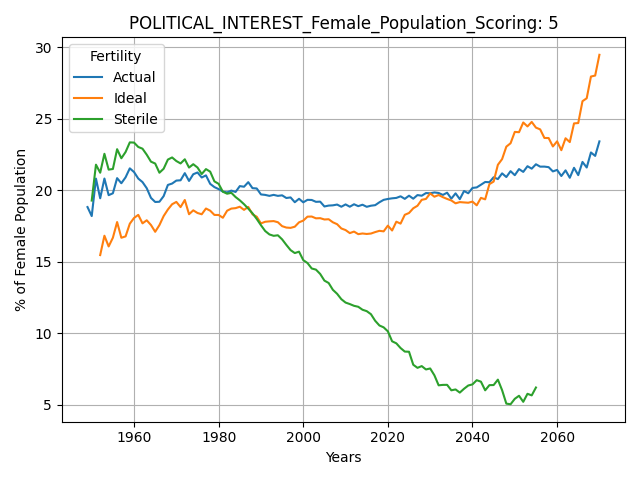 POLITICAL_INTEREST_Female_Population_Scoring: 5
Fertility
Actual
Ideal
Sterile
% of Female Population
30
25
20
15
10
5
1960
1980
2000
2020
2040
2060
Years